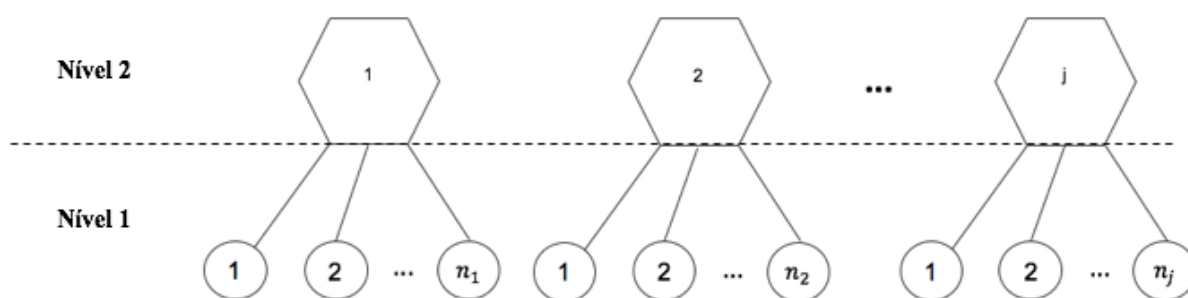 Nível 2
1
2
...
j
Nível 1
1 2 ... n₁ 1 2 ... n₂ 1 2 ... nⱼ